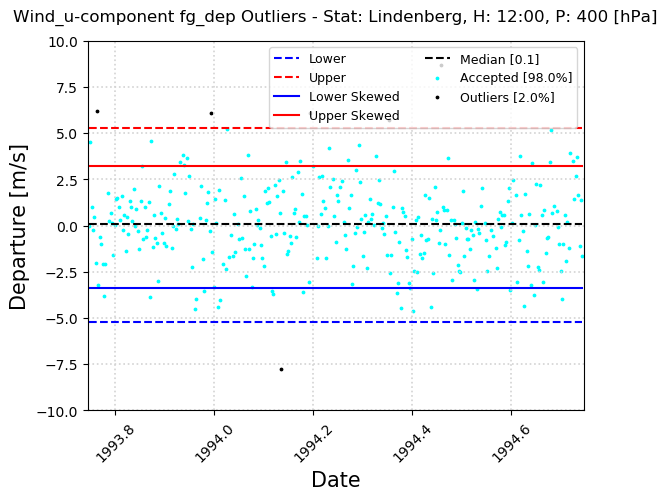 Wind_u-component fg_dep Outliers - Stat: Lindenberg, H: 12:00, P: 400 [hPa]
10.0
7.5
5.0
2.5
0.0
−2.5
−5.0
−7.5
−10.0
Departure [m/s]
Lower
Upper
Lower Skewed
Upper Skewed
Median [0.1]
Accepted [98.0%]
Outliers [2.0%]
1993.8
1994.0
1994.2
1994.4
1994.6
Date